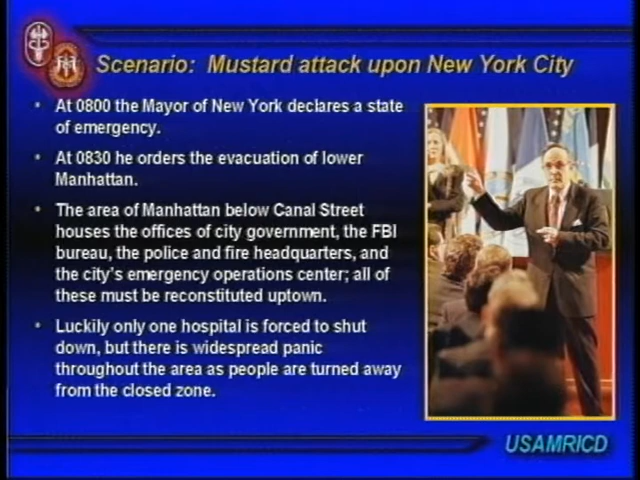 Scenario: Mustard attack upon New York City
• At 0800 the Mayor of New York declares a state
of emergency.
• At 0830 he orders the evacuation of lower
Manhattan.
• The area of Manhattan below Canal Street
houses the offices of city government, the FBI
bureau, the police and fire headquarters, and
the city's emergency operations center; all of
these must be reconstituted uptown.
• Luckily only one hospital is forced to shut
down, but there is widespread panic
throughout the area as people are turned away
from the closed zone.
USAMRICD